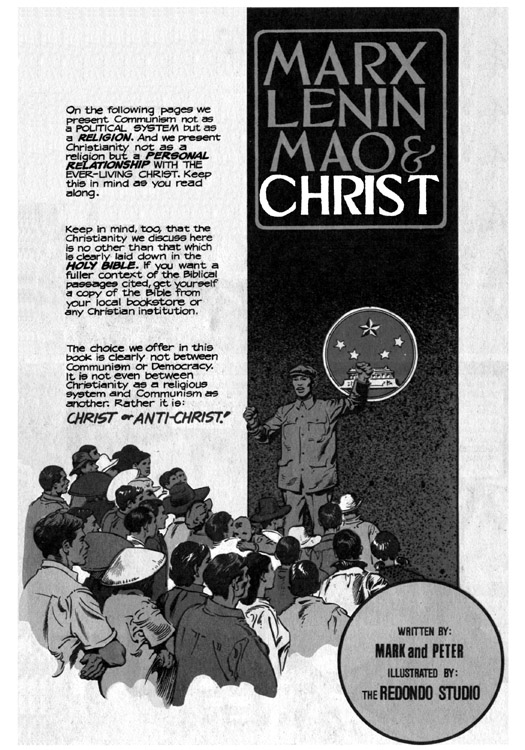 MARX
LENIN
MAO &
CHRIST
On the following pages we
present Communism not as
a POLITICAL SYSTEM but as
a RELIGION. And we present
Christianity not as a
religion but a PERSONAL
RELATIONSHIP WITH THE
EVER-LIVING CHRIST. Keep
this in mind as you read
along.
Keep in mind, too, that the
Christianity we discuss here
is no other than that which
is clearly laid down in the
HOLY BIBLE. If you want a
fuller context of the Biblical
passages cited, get yourself
a copy of the Bible from
your local bookstore or
any Christian institution.
The choice we offer in this
book is clearly not between
Communism or Democracy.
It is not even between
Christianity as a religious
system and Communism as
another. Rather it is:
CHRIST or ANTI-CHRIST!
WRITTEN BY:
MARK and PETER
ILLUSTRATED BY:
THE REDONDO STUDIO